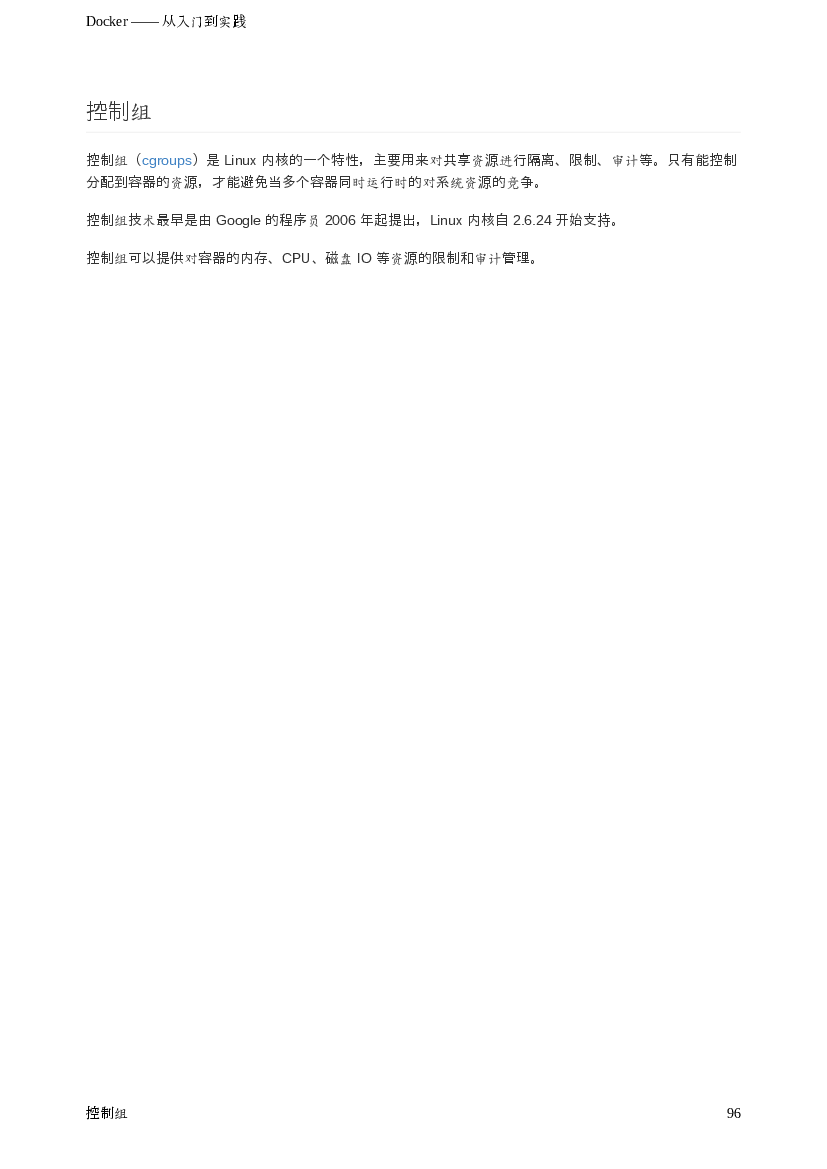 Docker —— 从入门到实践
控制组
控制组（cgroups）是 Linux 内核的一个特性，主要用来对共享资源进行隔离、限制、审计等。只有能控制
分配到容器的资源，才能避免当多个容器同时运行时的对系统资源的竞争。
控制组技术最早是由 Google 的程序员 2006 年起提出，Linux 内核自 2.6.24 开始支持。
控制组可以提供对容器的内存、CPU、磁盘 IO 等资源的限制和审计管理。
控制组 96